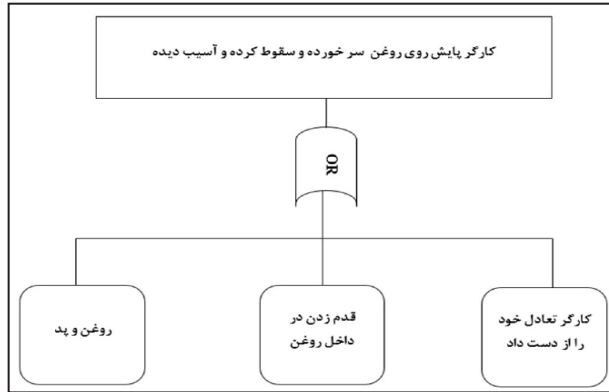 کارگر پایش روی روغن سر خورده و سقوط کرده و آسیب دیده
OR
کارگر تعادل خود
را از دست داد
قدم زدن در
داخل روغن
روغن و پد